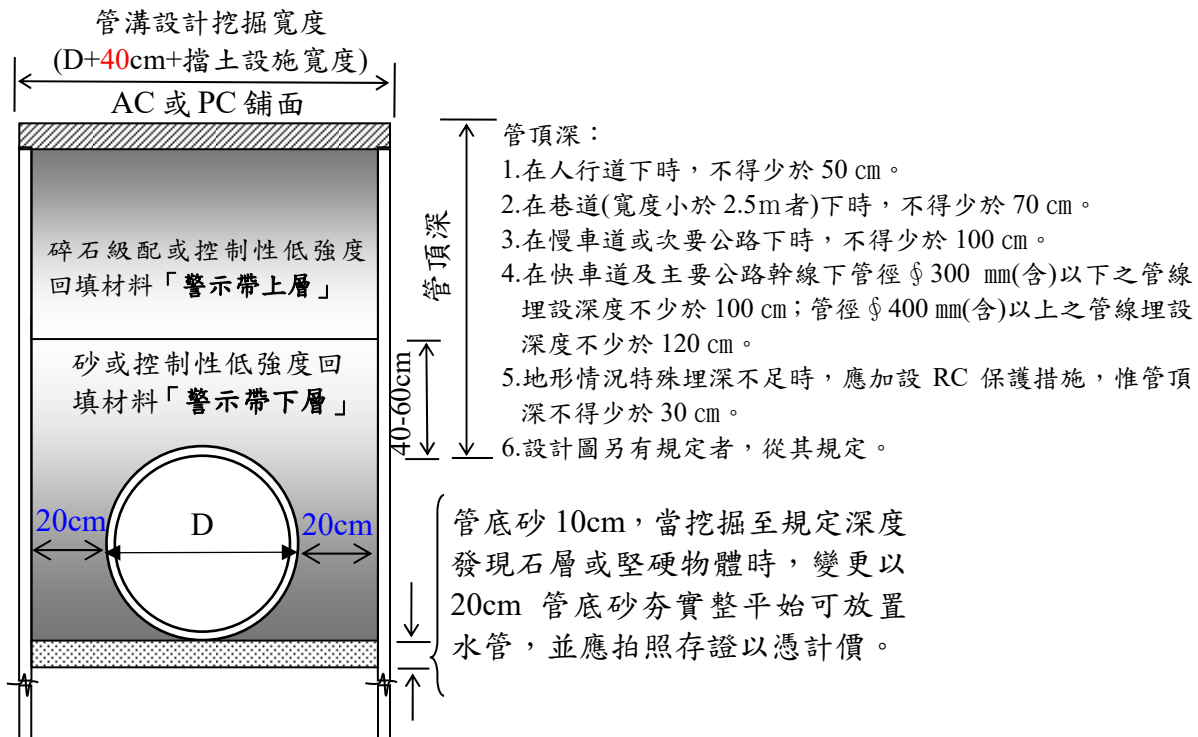 管溝設計挖掘寬度
(D+40cm+擋土設施寬度)
AC 或 PC 舖面
碎石級配或控制性低強度
回填材料「警示帶上層」
砂或控制性低強度回
填材料「警示帶下層」
20cm
D
20cm
40-60cm
管頂深
管頂深：
1.在人行道下時，不得少於 50 ㎝。
2.在巷道(寬度小於 2.5ｍ者)下時，不得少於 70 ㎝。
3.在慢車道或次要公路下時，不得少於 100 ㎝。
4.在快車道及主要公路幹線下管徑∮300 ㎜(含)以下之管線
埋設深度不少於 100 ㎝；管徑∮400 ㎜(含)以上之管線埋設
深度不少於 120 ㎝。
5.地形情況特殊埋深不足時，應加設 RC 保護措施，惟管頂
深不得少於 30 ㎝。
6.設計圖另有規定者，從其規定。
管底砂 10cm，當挖掘至規定深度
發現石層或堅硬物體時，變更以
20cm 管底砂夯實整平始可放置
水管，並應拍照存證以憑計價。